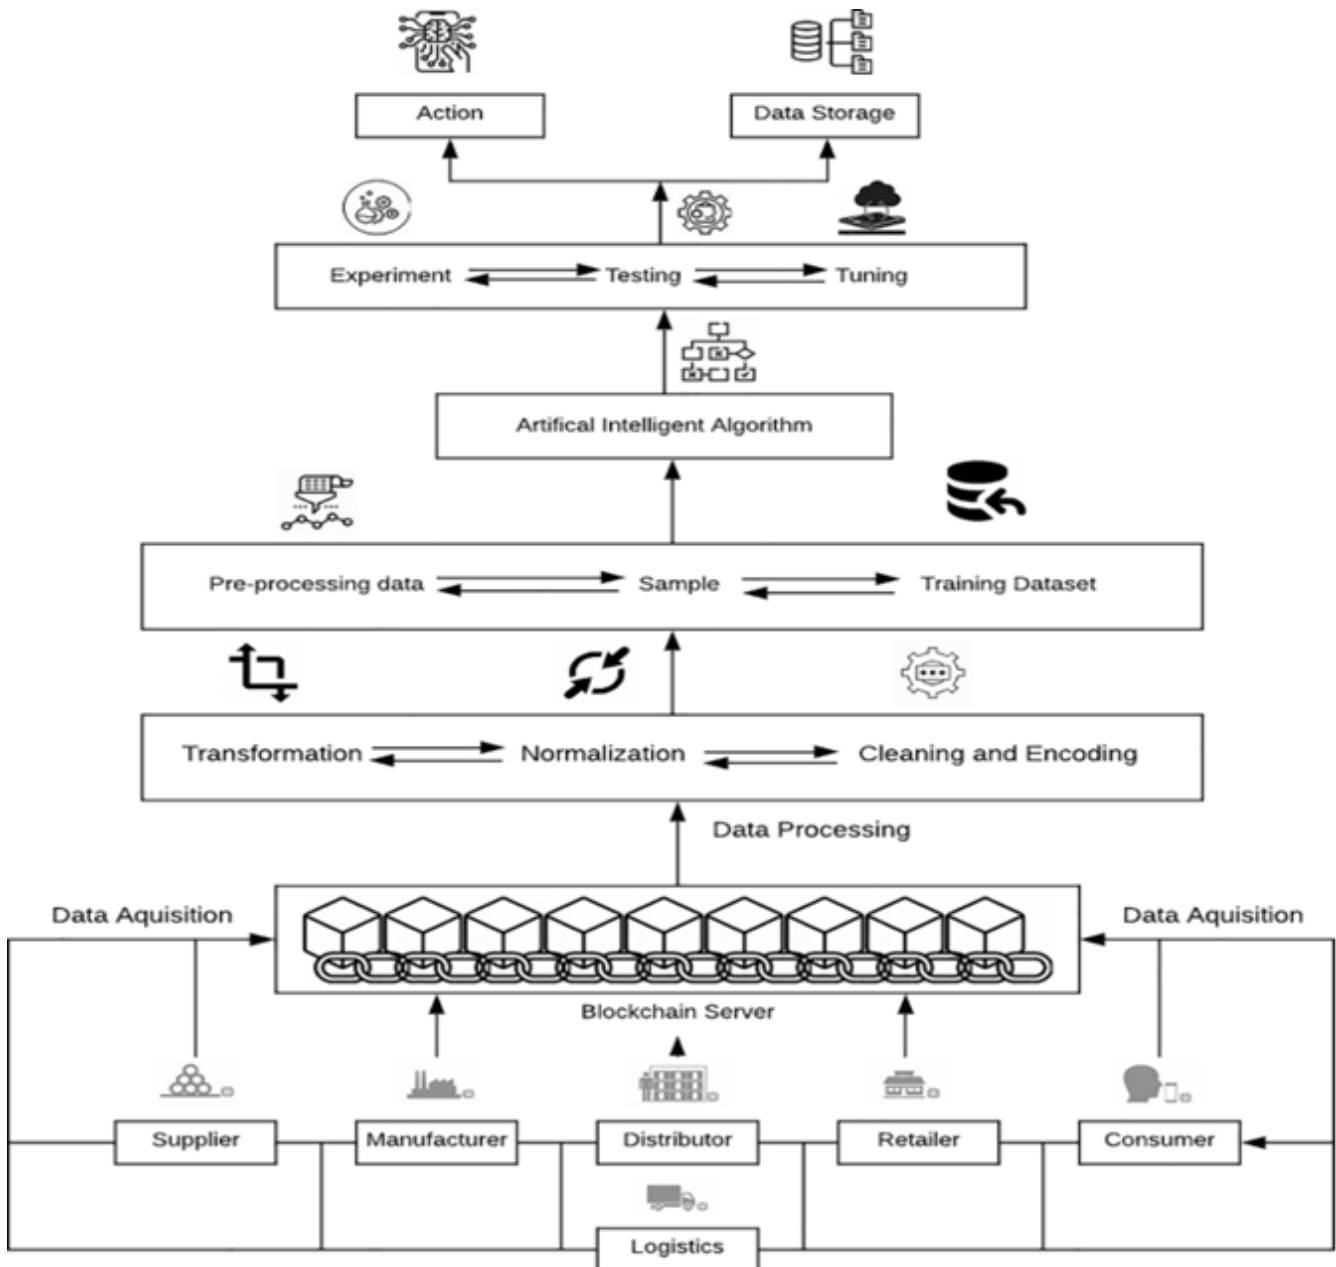 Action
Data Storage
Experiment Testing Tuning
Artifical Intelligent Algorithm
Pre-processing data Sample Training Dataset
Transformation Normalization Cleaning and Encoding
Data Processing
Data Aquisition
Data Aquisition
Blockchain Server
Supplier
Manufacturer
Distributor
Retailer
Consumer
Logistics